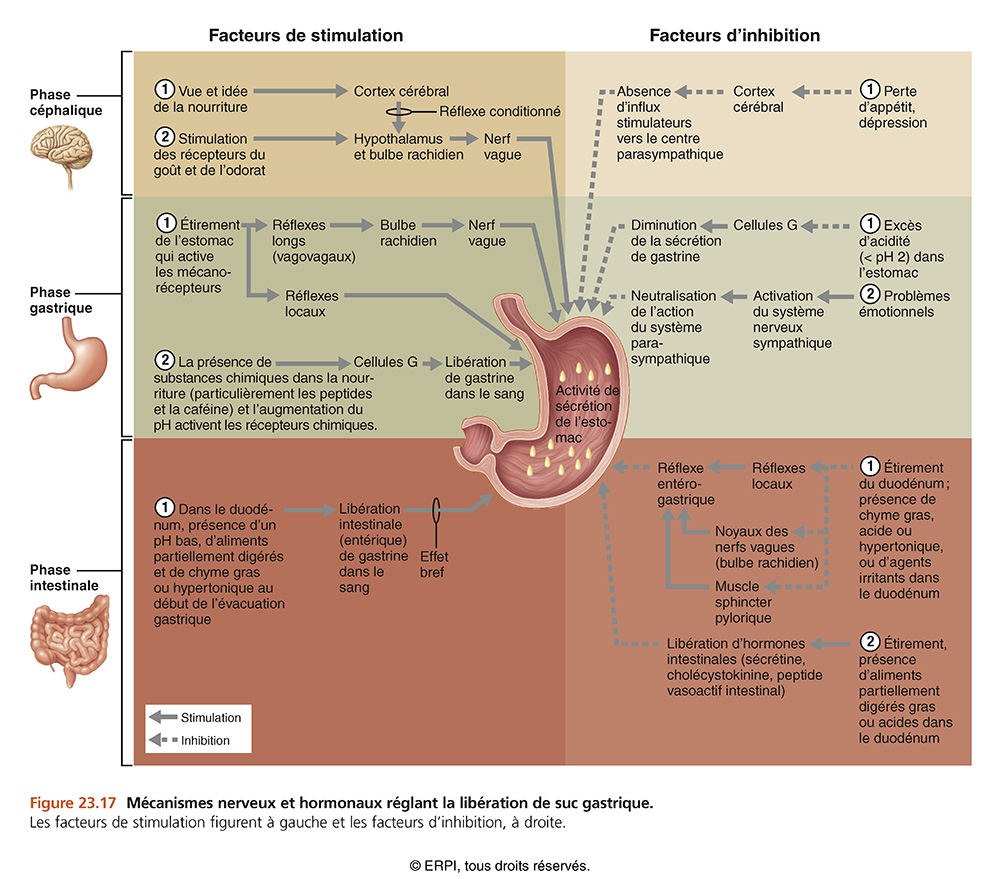 Facteurs de stimulation
Facteurs d’inhibition
Phase
céphalique
1 Vue et idée
de la nourriture
Cortex cérébral
Réflexe conditionné
2 Stimulation
des récepteurs du
goût et de l’odorat
Hypothalamus
et bulbe rachidien
Nerf
vague
Absence
d’influx
stimulateurs
vers le centre
parasympathique
Cortex
cérébral
1 Perte
d’appétit,
dépression
Phase
gastrique
1 Étirement
de l’estomac
qui active
les mécano-
récepteurs
Réflexes
longs
(vagovagaux)
Bulbe
rachidien
Nerf
vague
Réflexes
locaux
2 La présence de
substances chimiques dans la nour-
riture (particulièrement les peptides
et la caféine) et l’augmentation du
pH activent les récepteurs chimiques.
Cellules G
Libération
de gastrine
dans le sang
Diminution
de la sécrétion
de gastrine
Cellules G
1 Excès
d’acidité
(< pH 2) dans
l’estomac
Neutralisation
de l’action
du système
para-
sympathique
Activation
du système
nerveux
sympathique
2 Problèmes
émotionnels
Activité de
sécrétion
de l’esto-
mac
Phase
intestinale
1 Dans le duodé-
num, présence d’un
pH bas, d’aliments
partiellement digérés
et de chyme gras
ou hypertonique au
début de l’évacuation
gastrique
Libération
intestinale
(entérique)
de gastrine
dans le
sang
Effet
bref
Réflexe
entéro-
gastrique
Réflexes
locaux
Noyaux des
nerfs vagues
(bulbe rachidien)
Muscle
sphincter
pylorique
1 Étirement
du duodénum ;
présence de
chyme gras,
acide ou
hypertonique,
ou d’agents
irritants dans
le duodénum
Libération d’hormones
intestinales (sécrétine,
cholécystokinine, peptide
vasoactif intestinal)
2 Étirement,
présence
d’aliments
partiellement
digérés gras
ou acides dans
le duodénum
Stimulation
Inhibition
Figure 23.17 Mécanismes nerveux et hormonaux réglant la libération de suc gastrique.
Les facteurs de stimulation figurent à gauche et les facteurs d’inhibition, à droite.
© ERPI, tous droits réservés.